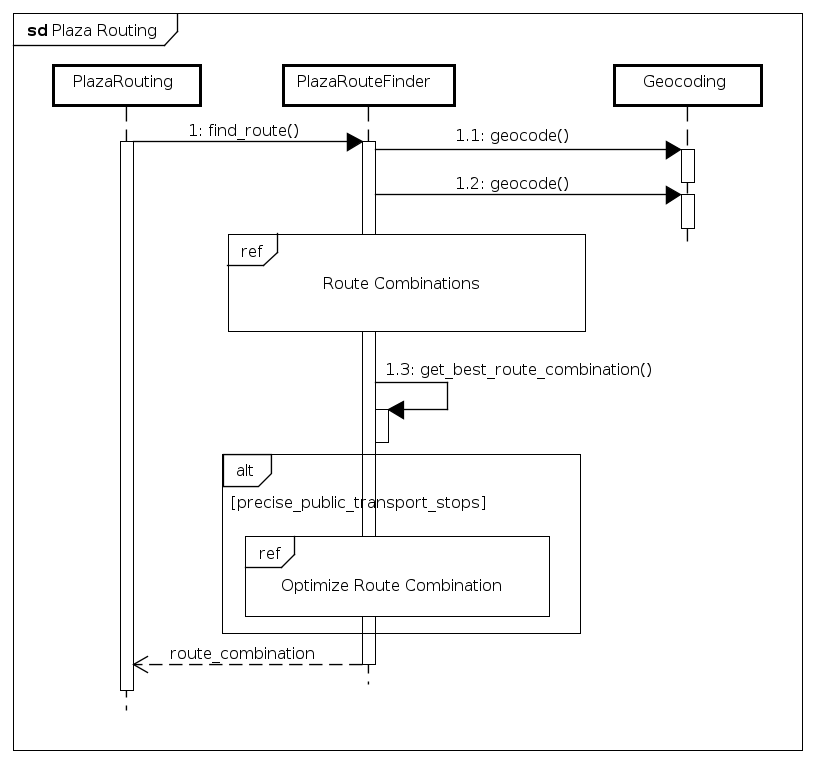 sd Plaza Routing
PlazaRouting
PlazaRouteFinder
Geocoding
1: find_route()
1.1: geocode()
1.2: geocode()
ref
Route Combinations
1.3: get_best_route_combination()
alt
[precise_public_transport_stops]
ref
Optimize Route Combination
route_combination